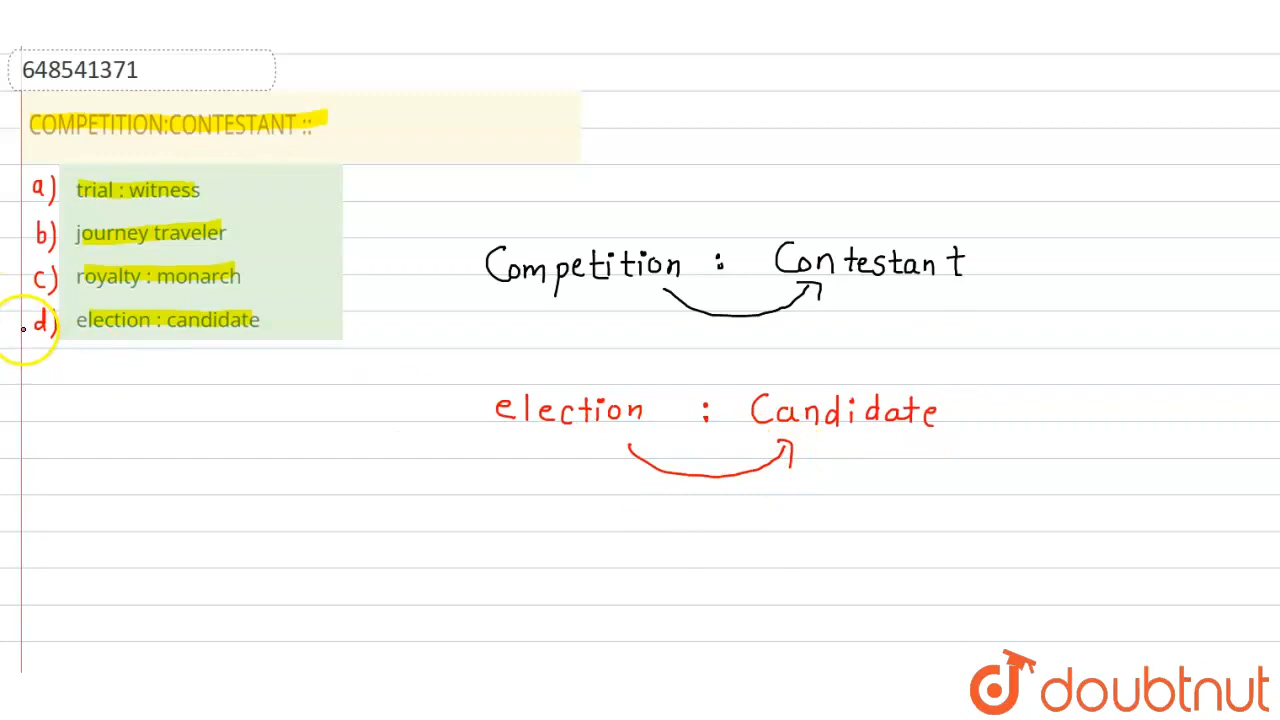 648541371
COMPETITION:CONTESTANT ::
a) trial : witness
b) journey traveler
c) royalty : monarch
d) election : candidate
Competition : Contestant
election : Candidate
doubtnut